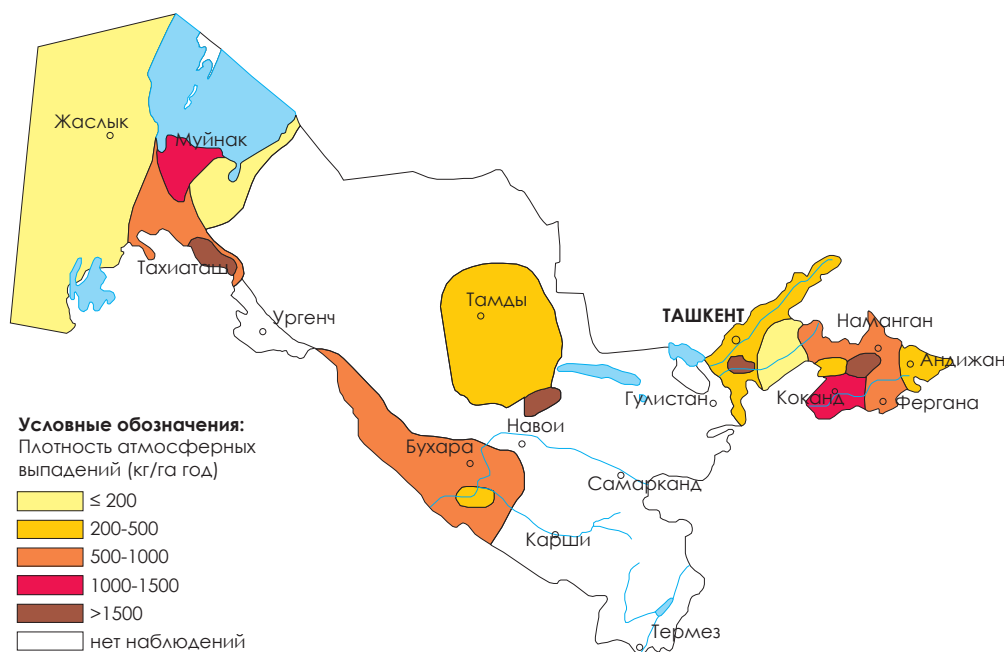 Жаслык
Муйнак
Тахиаташ
Ургенч
Тамды
ТАШКЕНТ
Наманган
Андижан
Гулистан
Коканд
Фергана
Навои
Бухара
Самарканд
Карши
Термез
Условные обозначения:
Плотность атмосферных
выпадений (кг/га год)
≤ 200
200-500
500-1000
1000-1500
>1500
нет наблюдений